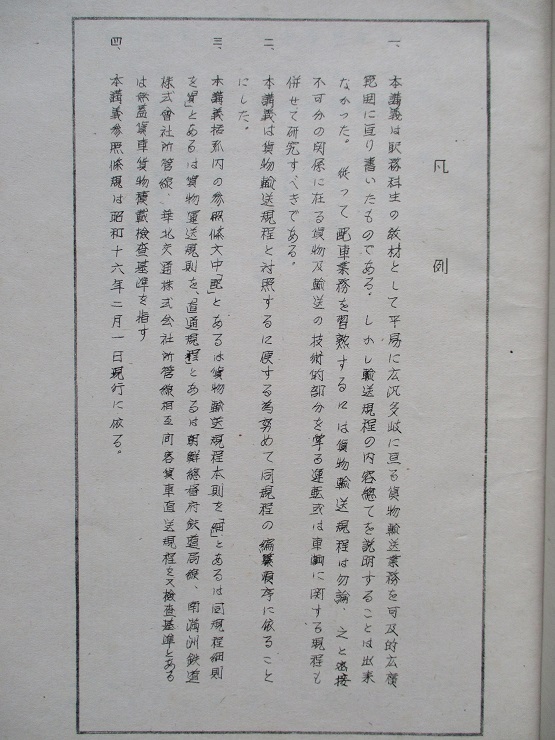 凡例
一、本講義は駅務科生の教材として平易に広汎多岐に亘る貨物輸送業務を可及的広
範囲に亘り書いたものである。しかし輸送規程の内容総てを説明することは出来
なかった。従って配車業務を習熟するには貨物輸送規程は勿論、之と密接
不可分の関係に在る貨物及輸送の技術的部分を掌る運転或は車輌に関する規程も
併せて研究すべきである。
二、本講義は貨物輸送規程と対照するに便する為努めて同規程の編纂順序に依ること
にした。
三、本講義括弧内の参照条文中「配」とあるは貨物輸送規程本則を「細」とあるは同規程細則
を「貨」とあるは貨物運送規則を、直通規程」とあるは朝鮮総督府鉄道局線、南満洲鉄道
株式会社所管線、華北交通株式会社所管線相互間各貨車直送規程を又検査基準とある
は無蓋貨車貨物積載検査基準を指す
四、本講義参照條規は昭和十六年二月一日現行に依る。